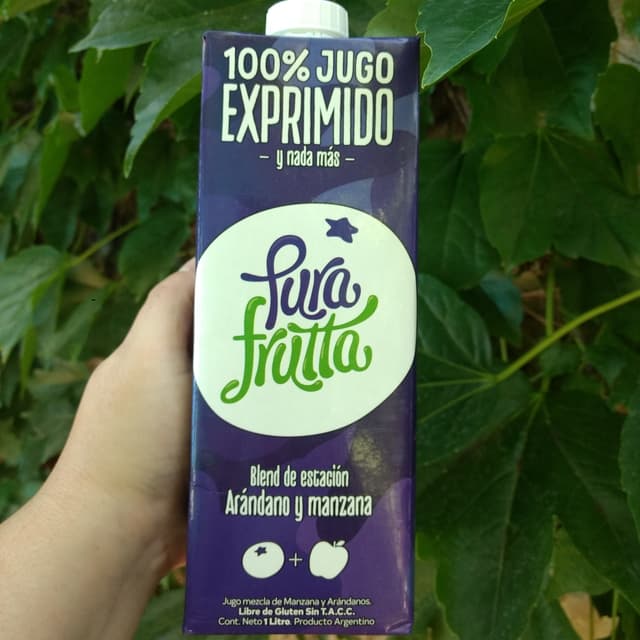 100% JUGO
EXPRIMIDO
– y nada más –
Pura
frutta
Blend de estación
Arándano y manzana
+
Jugo mezcla de Manzana y Arándanos.
Libre de Gluten Sin T.A.C.C.
Cont. Neto 1 Litro. Producto Argentino